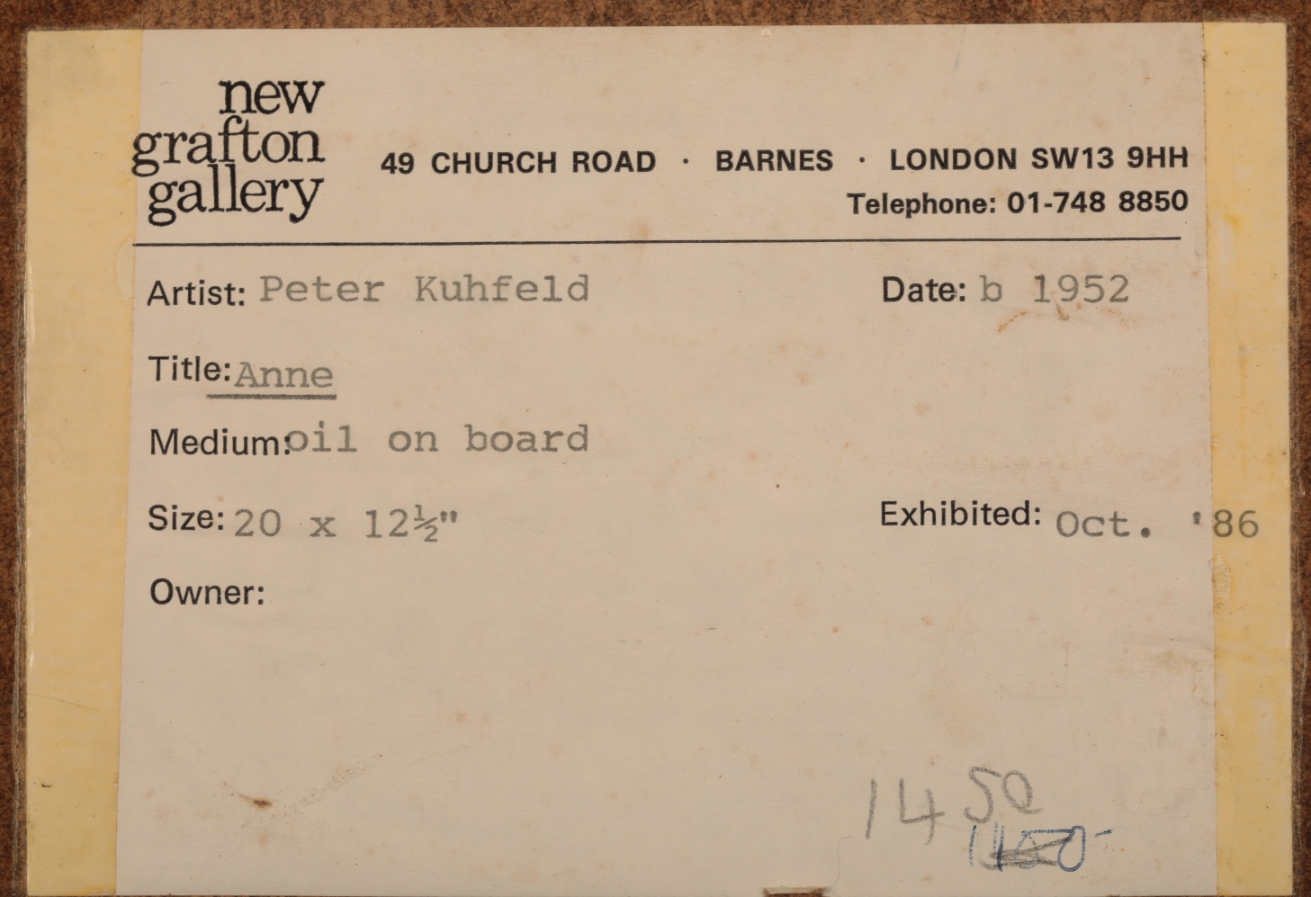 new
grafton
gallery
49 CHURCH ROAD · BARNES · LONDON SW13 9HH
Telephone: 01-748 8850
Artist: Peter Kuhfeld Date: b 1952
Title: Anne
Medium: oil on board
Size: 20 x 12½" Exhibited: Oct. '86
Owner:
1450